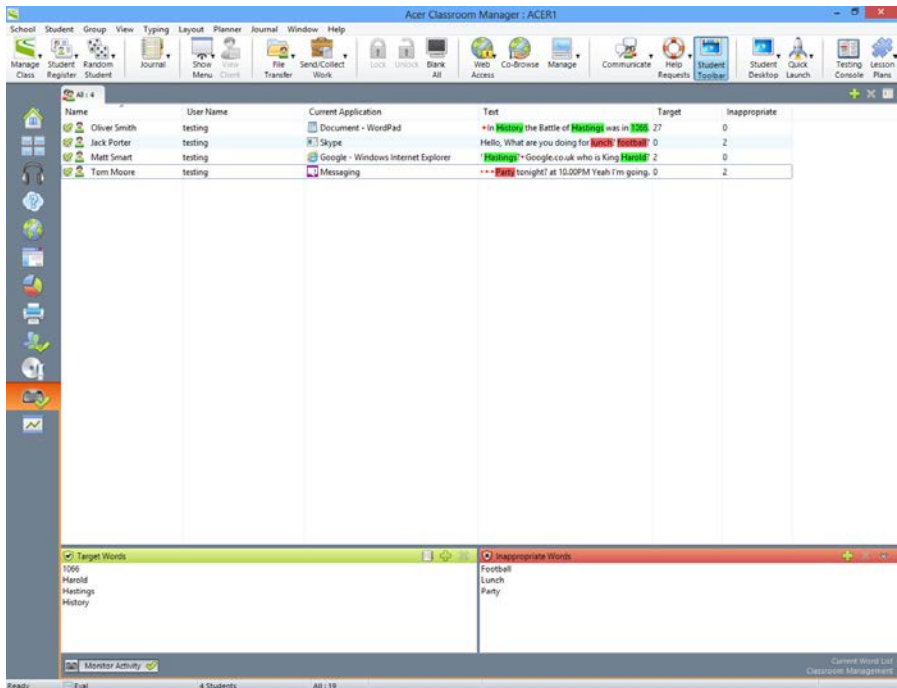 Acer Classroom Manager : ACER1
School Student Group View Typing Layout Planner Journal Window Help
Manage Class Student Register Random Student Journal Show Menu View Client File Transfer Send/Collect Work Lock Unlock Blank All Web Access Co-Browse Manage Communicate Help Requests Student Toolbar Student Desktop Quick Launch Testing Console Lesson Plans
All : 4
Name User Name Current Application Text Target Inappropriate
Oliver Smith testing Document - WordPad In History the Battle of Hastings was in 1066. 27 0
Jack Porter testing Skype Hello, What are you doing for lunch? football? 0 2
Matt Smart testing Google - Windows Internet Explorer Hastings? Google.co.uk who is King Harold? 2 0
Tom Moore testing Messaging Party tonight? at 10.00PM Yeah I'm going. 0 2
Target Words Inappropriate Words
1066 Football
Harold Lunch
Hastings Party
History
Monitor Activity Current Word List
Classroom Management
Ready Eval 4 Students All : 19